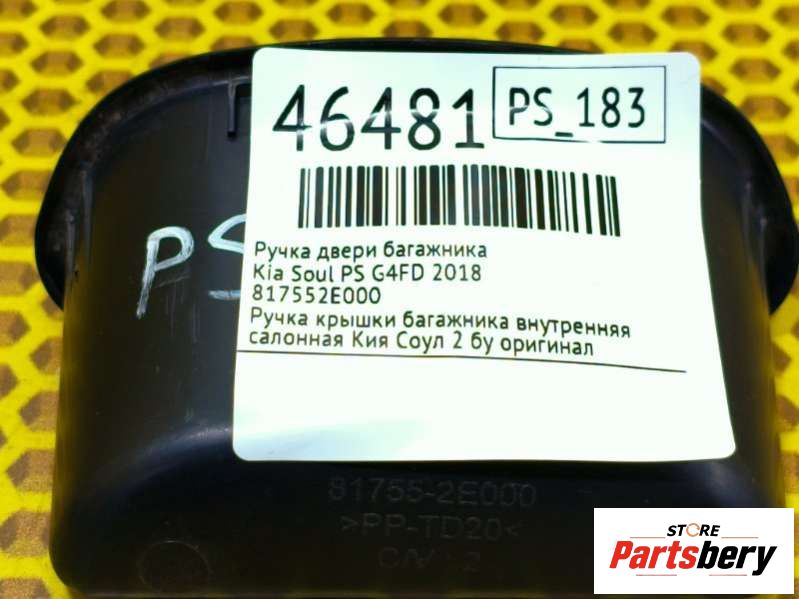 46481
PS_183
Ручка двери багажника
Kia Soul PS G4FD 2018
817552E000
Ручка крышки багажника внутренняя
салонная Кия Соул 2 бу оригинал
PS
81755-2E000
>PP-TD20<
STORE
Partsbery